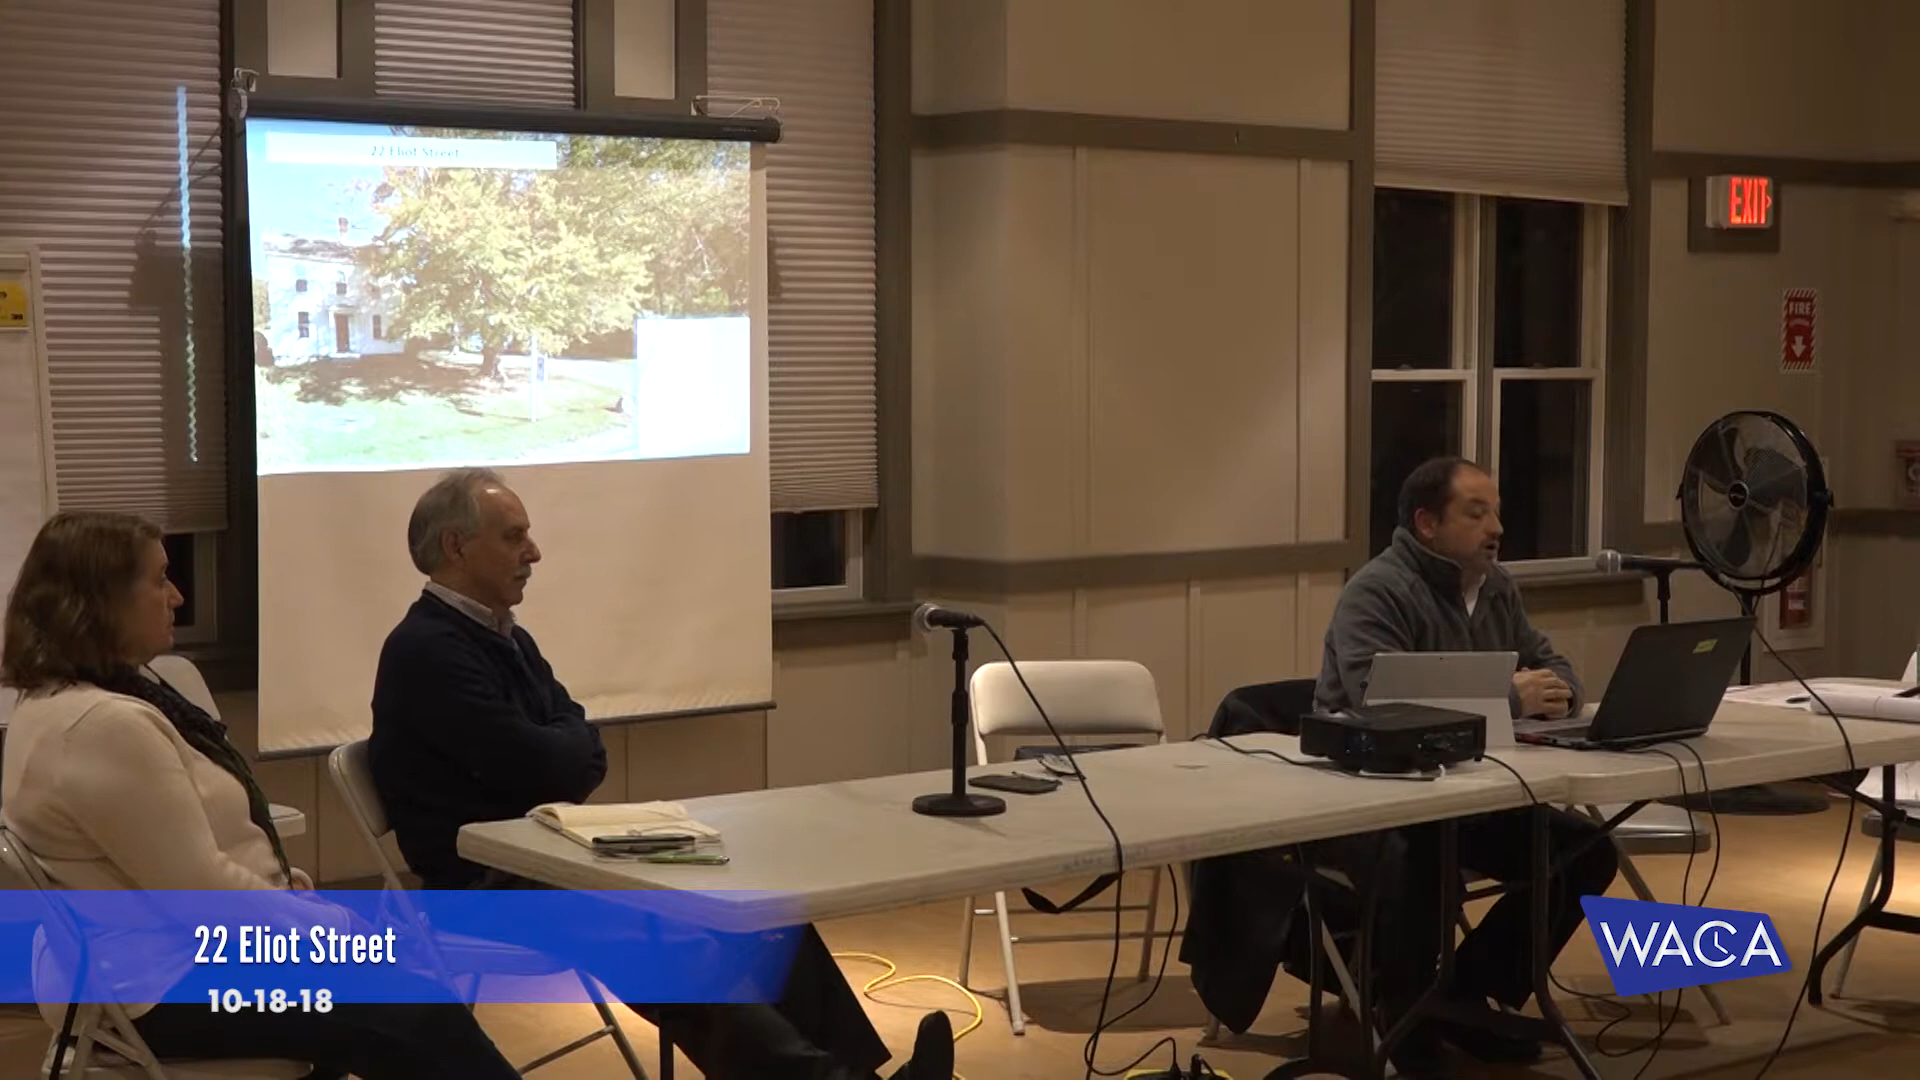 22 Eliot Street
EXIT
FIRE
22 Eliot Street
10-18-18
WACA